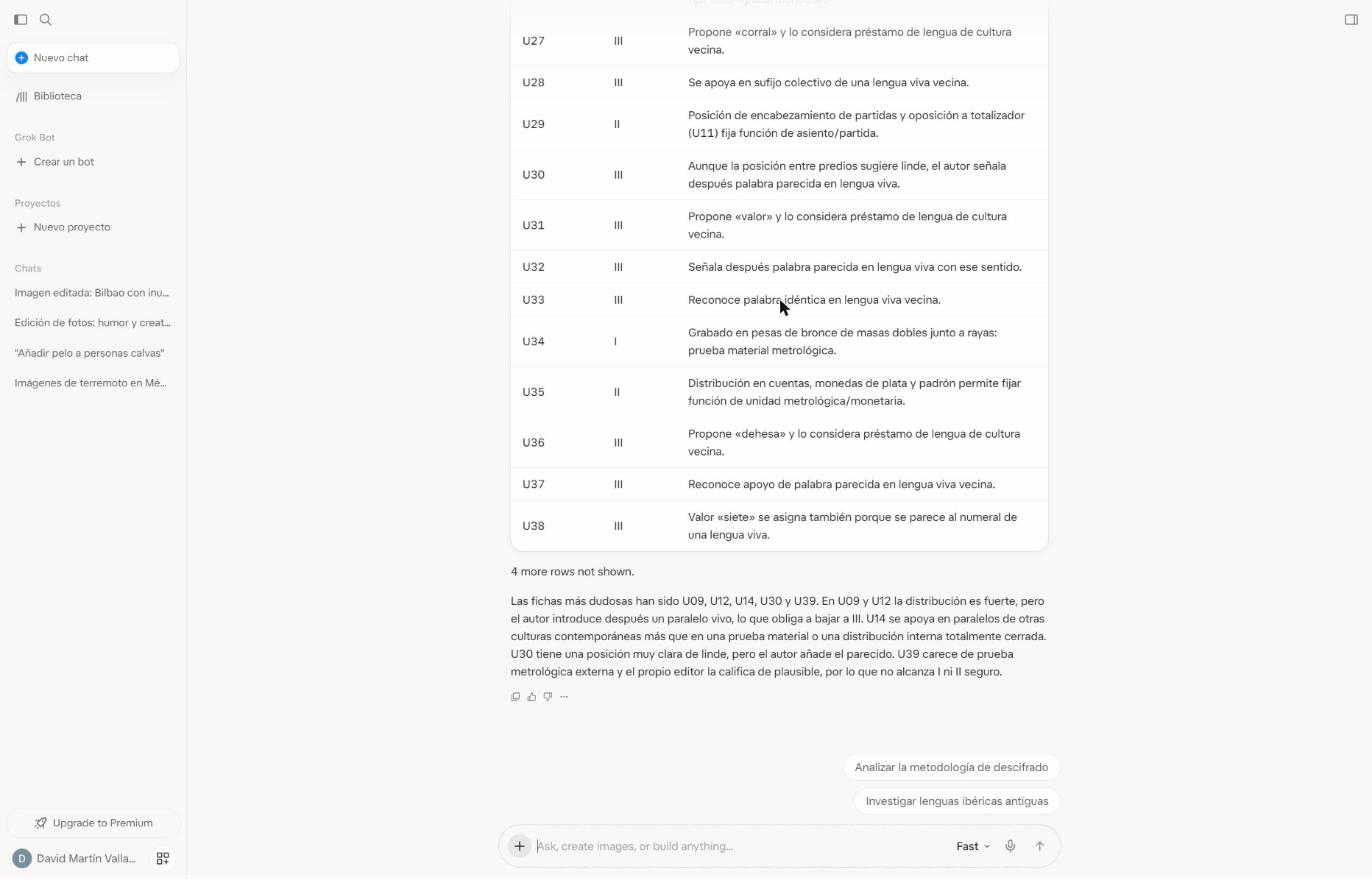 Nuevo chat
Biblioteca
Grok Bot
Crear un bot
Proyectos
Nuevo proyecto
Chats
Imagen editada: Bilbao con inu...
Edición de fotos: humor y creat...
"Añadir pelo a personas calvas"
Imágenes de terremoto en Mé...
Upgrade to Premium
D David Martín Valla...
U27 III Propone «corral» y lo considera préstamo de lengua de cultura
vecina.
U28 III Se apoya en sufijo colectivo de una lengua viva vecina.
U29 II Posición de encabezamiento de partidas y oposición a totalizador
(U11) fija función de asiento/partida.
U30 III Aunque la posición entre predios sugiere linde, el autor señala
después palabra parecida en lengua viva.
U31 III Propone «valor» y lo considera préstamo de lengua de cultura
vecina.
U32 III Señala después palabra parecida en lengua viva con ese sentido.
U33 III Reconoce palabra idéntica en lengua viva vecina.
U34 I Grabado en pesas de bronce de masas dobles junto a rayas:
prueba material metrológica.
U35 II Distribución en cuentas, monedas de plata y padrón permite fijar
función de unidad metrológica/monetaria.
U36 III Propone «dehesa» y lo considera préstamo de lengua de cultura
vecina.
U37 III Reconoce apoyo de palabra parecida en lengua viva vecina.
U38 III Valor «siete» se asigna también porque se parece al numeral de
una lengua viva.
4 more rows not shown.
Las fichas más dudosas han sido U09, U12, U14, U30 y U39. En U09 y U12 la distribución es fuerte, pero
el autor introduce después un paralelo vivo, lo que obliga a bajar a III. U14 se apoya en paralelos de otras
culturas contemporáneas más que en una prueba material o una distribución interna totalmente cerrada.
U30 tiene una posición muy clara de linde, pero el autor añade el parecido. U39 carece de prueba
metrológica externa y el propio editor la califica de plausible, por lo que no alcanza I ni II seguro.
Analizar la metodología de descifrado
Investigar lenguas ibéricas antiguas
Ask, create images, or build anything...
Fast